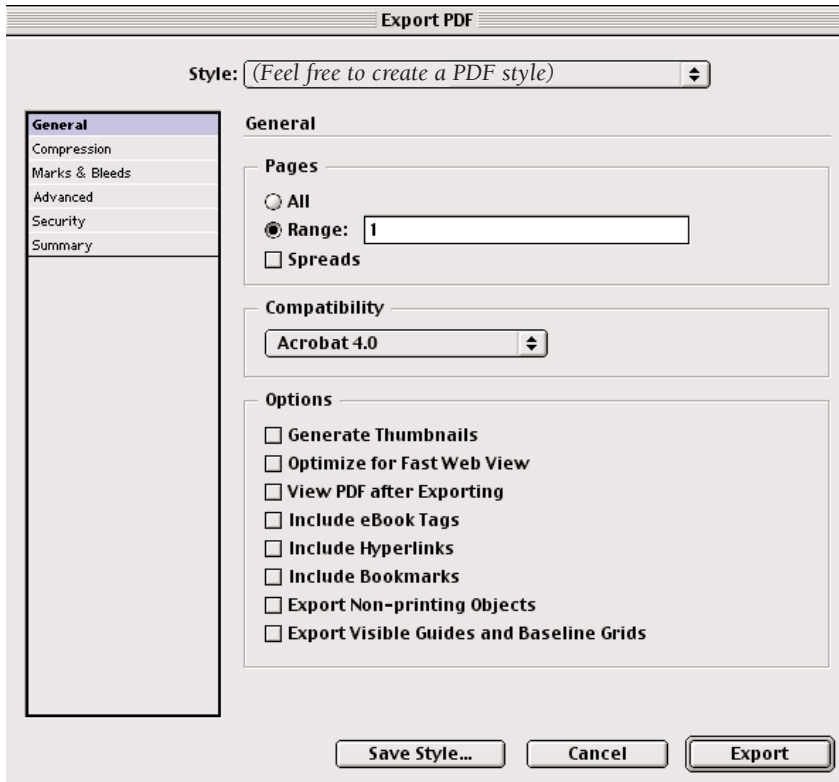 Export PDF
Style: (Feel free to create a PDF style)
General
Compression
Marks & Bleeds
Advanced
Security
Summary
General
Pages
All
Range: 1
Spreads
Compatibility
Acrobat 4.0
Options
Generate Thumbnails
Optimize for Fast Web View
View PDF after Exporting
Include eBook Tags
Include Hyperlinks
Include Bookmarks
Export Non-printing Objects
Export Visible Guides and Baseline Grids
Save Style... Cancel Export